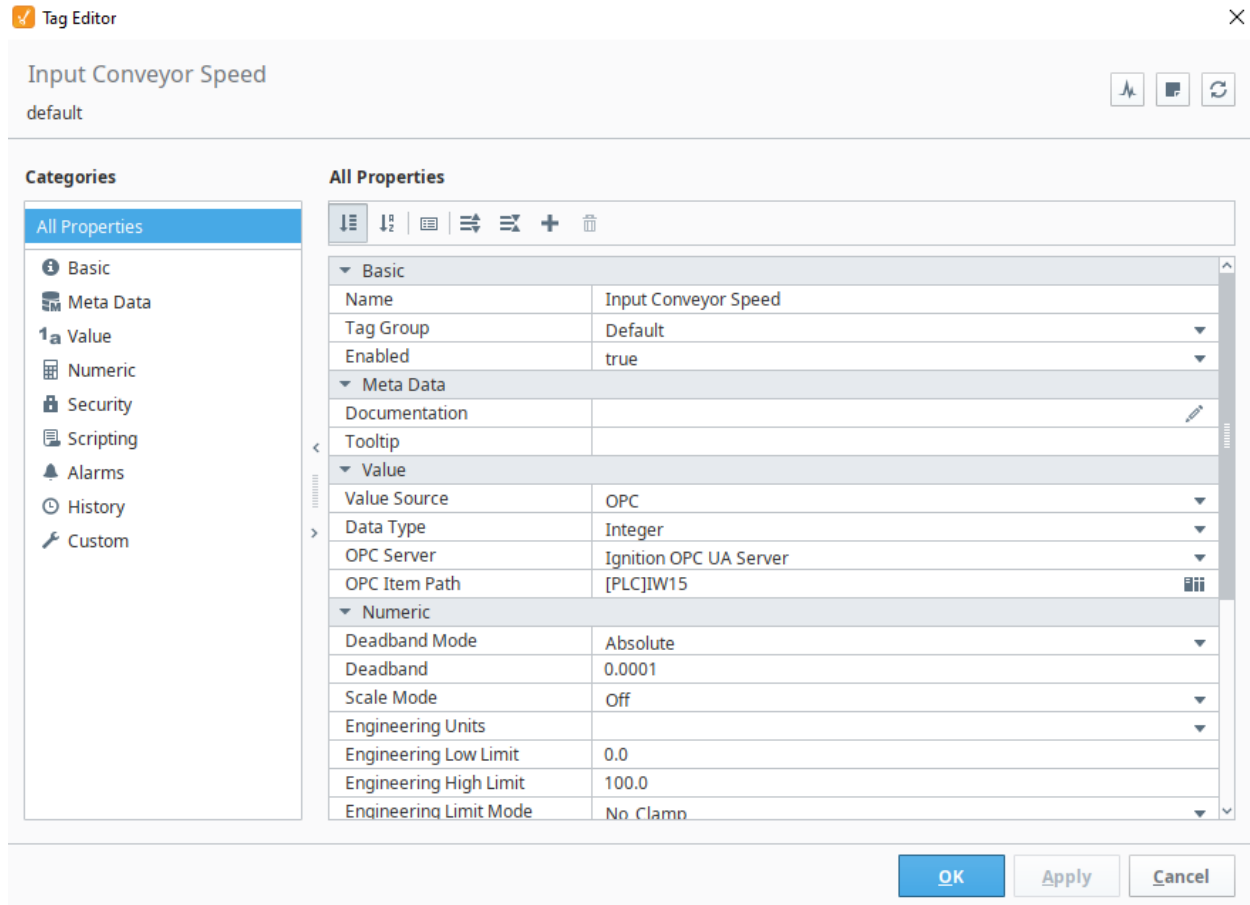 Tag Editor
Input Conveyor Speed
default
Categories
All Properties
Basic
Meta Data
1a Value
Numeric
Security
Scripting
Alarms
History
Custom
All Properties
Basic
Name Input Conveyor Speed
Tag Group Default
Enabled true
Meta Data
Documentation
Tooltip
Value
Value Source OPC
Data Type Integer
OPC Server Ignition OPC UA Server
OPC Item Path [PLC]IW15
Numeric
Deadband Mode Absolute
Deadband 0.0001
Scale Mode Off
Engineering Units
Engineering Low Limit 0.0
Engineering High Limit 100.0
Engineering Limit Mode No_Clamp
OK Apply Cancel